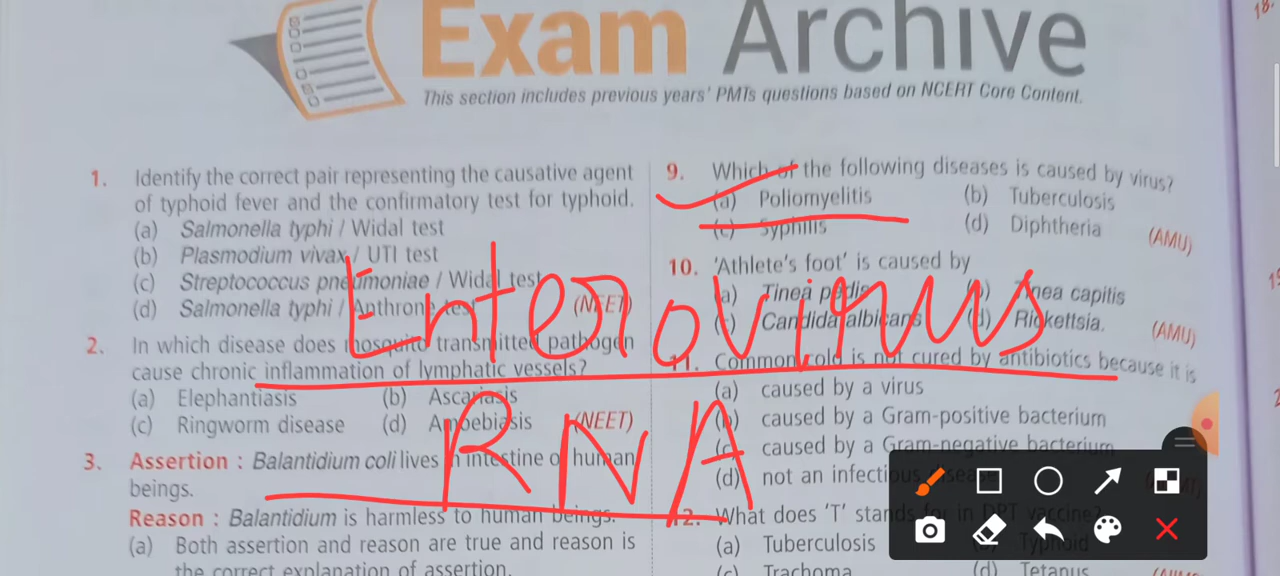 Exam Archive
This section includes previous years' PMTs questions based on NCERT Core Content.
1. Identify the correct pair representing the causative agent
of typhoid fever and the confirmatory test for typhoid.
(a) Salmonella typhi / Widal test
(b) Plasmodium vivax / UTI test
(c) Streptococcus pneumoniae / Widal test
(d) Salmonella typhi / Anthrone test (NEET)
2. In which disease does mosquito transmitted pathogen
cause chronic inflammation of lymphatic vessels?
(a) Elephantiasis (b) Ascariasis
(c) Ringworm disease (d) Amoebiasis (NEET)
3. Assertion : Balantidium coli lives in intestine of human
beings.
Reason : Balantidium is harmless to human beings.
(a) Both assertion and reason are true and reason is
the correct explanation of assertion.
9. Which of the following diseases is caused by virus?
(a) Poliomyelitis (b) Tuberculosis
(c) Syphilis (d) Diphtheria (AMU)
10. 'Athlete's foot' is caused by
(a) Tinea pedis (b) Tinea capitis
(c) Candida albicans (d) Rickettsia. (AMU)
11. Common cold is not cured by antibiotics because it is
(a) caused by a virus
(b) caused by a Gram-positive bacterium
(c) caused by a Gram-negative bacterium
(d) not an infectious disease
12. What does 'T' stands for in DPT vaccine?
(a) Tuberculosis (b) Typhoid
(c) Trachoma (d) Tetanus
Enterovirus
RNA
18.